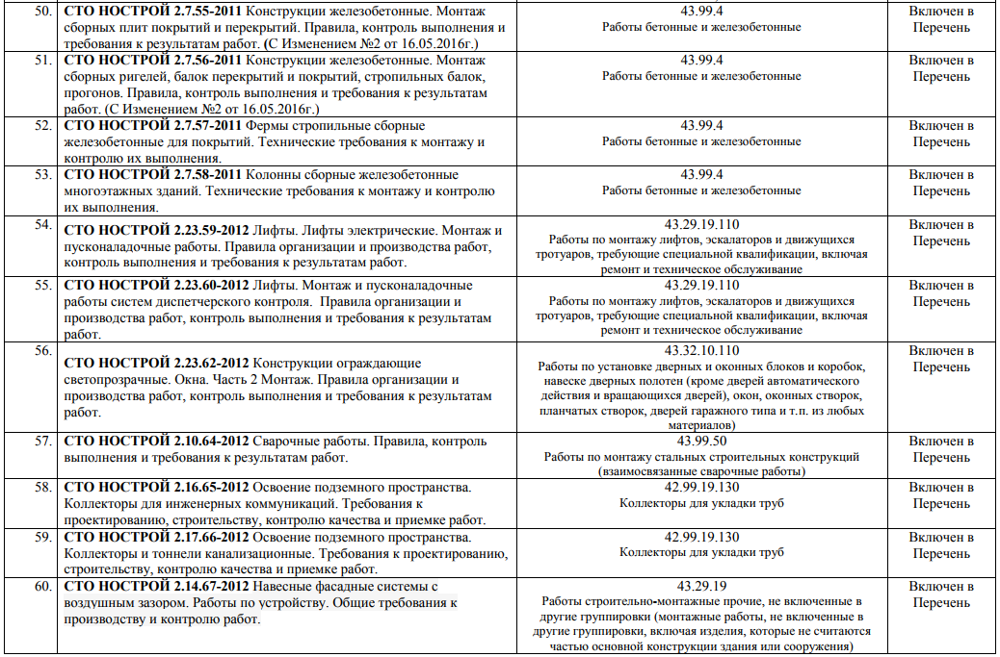 50.
СТО НОСТРОЙ 2.7.55-2011 Конструкции железобетонные. Монтаж
сборных плит покрытий и перекрытий. Правила, контроль выполнения и
требования к результатам работ. (С Изменением №2 от 16.05.2016г.)
43.99.4
Работы бетонные и железобетонные
Включен в
Перечень
51.
СТО НОСТРОЙ 2.7.56-2011 Конструкции железобетонные. Монтаж
сборных ригелей, балок перекрытий и покрытий, стропильных балок,
прогонов. Правила, контроль выполнения и требования к результатам
работ. (С Изменением №2 от 16.05.2016г.)
43.99.4
Работы бетонные и железобетонные
Включен в
Перечень
52.
СТО НОСТРОЙ 2.7.57-2011 Фермы стропильные сборные
железобетонные для покрытий. Технические требования к монтажу и
контролю их выполнения.
43.99.4
Работы бетонные и железобетонные
Включен в
Перечень
53.
СТО НОСТРОЙ 2.7.58-2011 Колонны сборные железобетонные
многоэтажных зданий. Технические требования к монтажу и контролю
их выполнения.
43.99.4
Работы бетонные и железобетонные
Включен в
Перечень
54.
СТО НОСТРОЙ 2.23.59-2012 Лифты. Лифты электрические. Монтаж и
пусконаладочные работы. Правила организации и производства работ,
контроль выполнения и требования к результатам работ.
43.29.19.110
Работы по монтажу лифтов, эскалаторов и движущихся
тротуаров, требующие специальной квалификации, включая
ремонт и техническое обслуживание
Включен в
Перечень
55.
СТО НОСТРОЙ 2.23.60-2012 Лифты. Монтаж и пусконаладочные
работы систем диспетчерского контроля. Правила организации и
производства работ, контроль выполнения и требования к результатам
работ.
43.29.19.110
Работы по монтажу лифтов, эскалаторов и движущихся
тротуаров, требующие специальной квалификации, включая
ремонт и техническое обслуживание
Включен в
Перечень
56.
СТО НОСТРОЙ 2.23.62-2012 Конструкции ограждающие
светопрозрачные. Окна. Часть 2 Монтаж. Правила организации и
производства работ, контроль выполнения и требования к результатам
работ.
43.32.10.110
Работы по установке дверных и оконных блоков и коробок,
навеске дверных полотен (кроме дверей автоматического
действия и вращающихся дверей), окон, оконных створок,
планчатых створок, дверей гаражного типа и т.п. из любых
материалов)
Включен в
Перечень
57.
СТО НОСТРОЙ 2.10.64-2012 Сварочные работы. Правила, контроль
выполнения и требования к результатам работ.
43.99.50
Работы по монтажу стальных строительных конструкций
(взаимосвязанные сварочные работы)
Включен в
Перечень
58.
СТО НОСТРОЙ 2.16.65-2012 Освоение подземного пространства.
Коллекторы для инженерных коммуникаций. Требования к
проектированию, строительству, контролю качества и приемке работ.
42.99.19.130
Коллекторы для укладки труб
Включен в
Перечень
59.
СТО НОСТРОЙ 2.17.66-2012 Освоение подземного пространства.
Коллекторы и тоннели канализационные. Требования к проектированию,
строительству, контролю качества и приемке работ.
42.99.19.130
Коллекторы для укладки труб
Включен в
Перечень
60.
СТО НОСТРОЙ 2.14.67-2012 Навесные фасадные системы с
воздушным зазором. Работы по устройству. Общие требования к
производству и контролю работ.
43.29.19
Работы строительно-монтажные прочие, не включенные в
другие группировки (монтажные работы, не включенные в
другие группировки, включая изделия, которые не считаются
частью основной конструкции здания или сооружения)
Включен в
Перечень